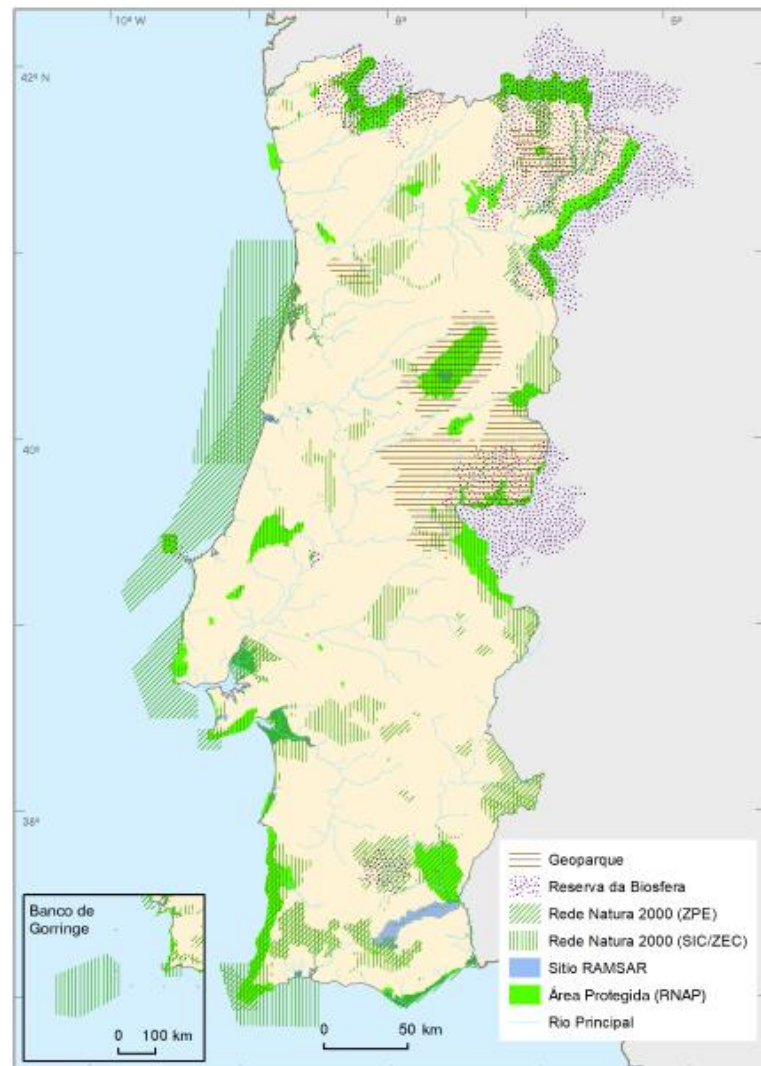 10º W
8º
6º
42º N
40º
38º
Geoparque
Reserva da Biosfera
Rede Natura 2000 (ZPE)
Rede Natura 2000 (SIC/ZEC)
Sitio RAMSAR
Área Protegida (RNAP)
Rio Principal
Banco de
Gorringe
0 100 km
0 50 km